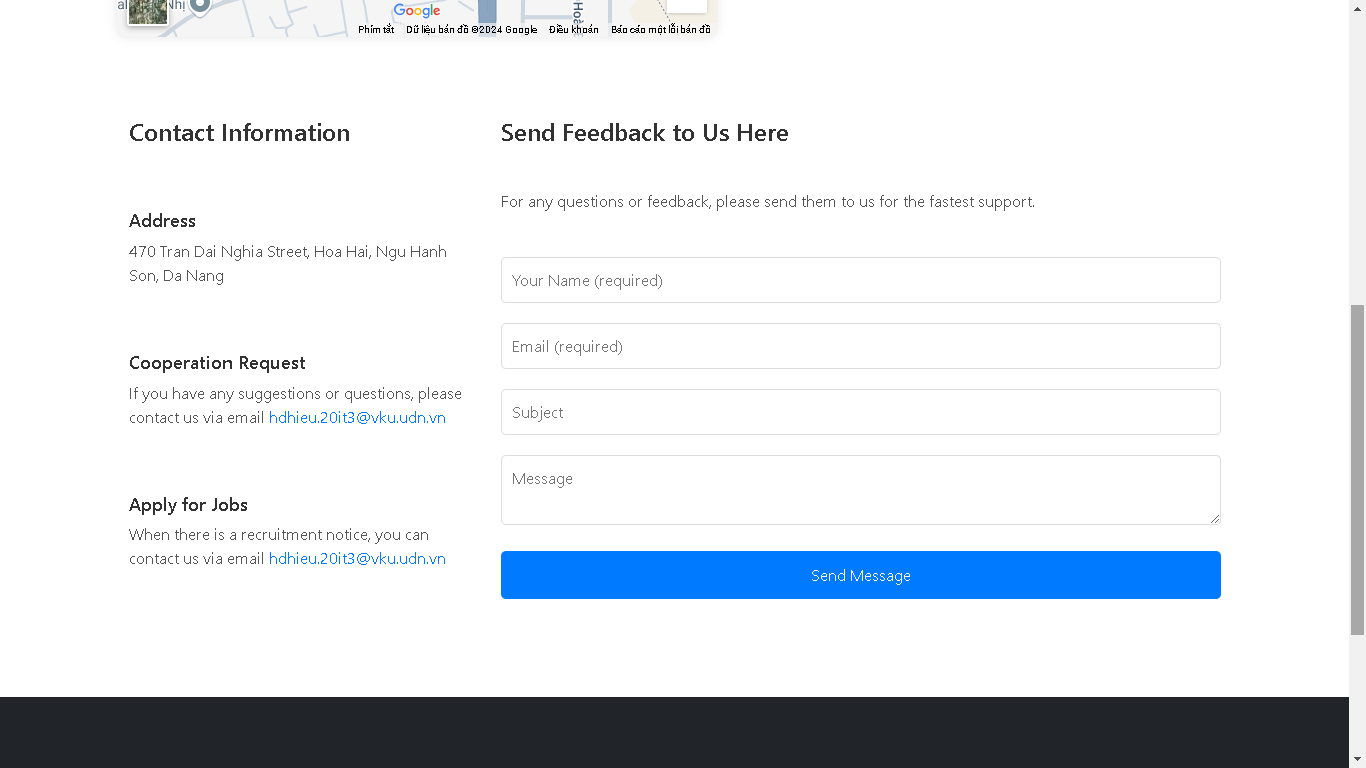 Google
Phím tắt
Dữ liệu bản đồ ©2024 Google
Điều khoản
Báo cáo một lỗi bản đồ
Contact Information
Address
470 Tran Dai Nghia Street, Hoa Hai, Ngu Hanh
Son, Da Nang
Cooperation Request
If you have any suggestions or questions, please
contact us via email hdhieu.20it3@vku.udn.vn
Apply for Jobs
When there is a recruitment notice, you can
contact us via email hdhieu.20it3@vku.udn.vn
Send Feedback to Us Here
For any questions or feedback, please send them to us for the fastest support.
Your Name (required)
Email (required)
Subject
Message
Send Message